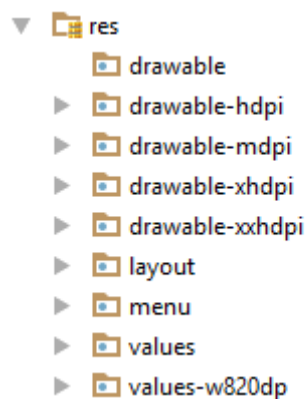 res
drawable
drawable-hdpi
drawable-mdpi
drawable-xhdpi
drawable-xxhdpi
layout
menu
values
values-w820dp